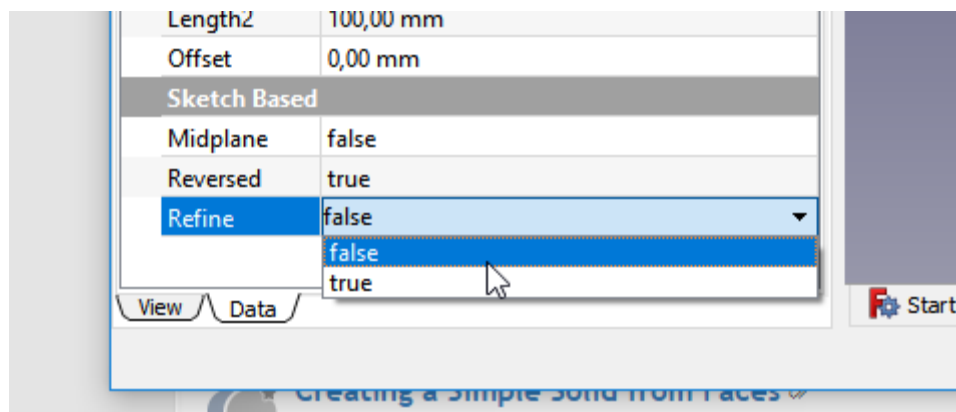 Length2 100,00 mm
Offset 0,00 mm
Sketch Based
Midplane false
Reversed true
Refine false
false
true
View Data
Start
Creating a Simple Solid from Faces